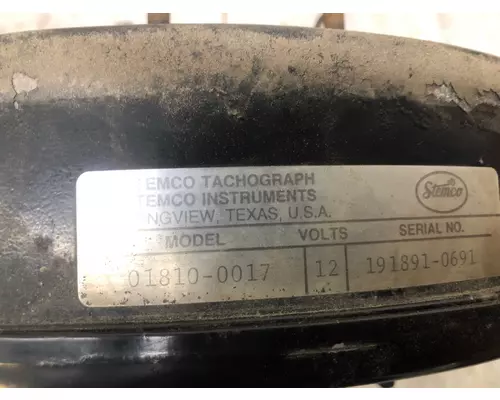 EMCO TACHOGRAPH
TEMCO INSTRUMENTS
NGVIEW, TEXAS, U.S.A.
Stemco
MODEL VOLTS SERIAL NO.
01810-0017 12 191891-0691